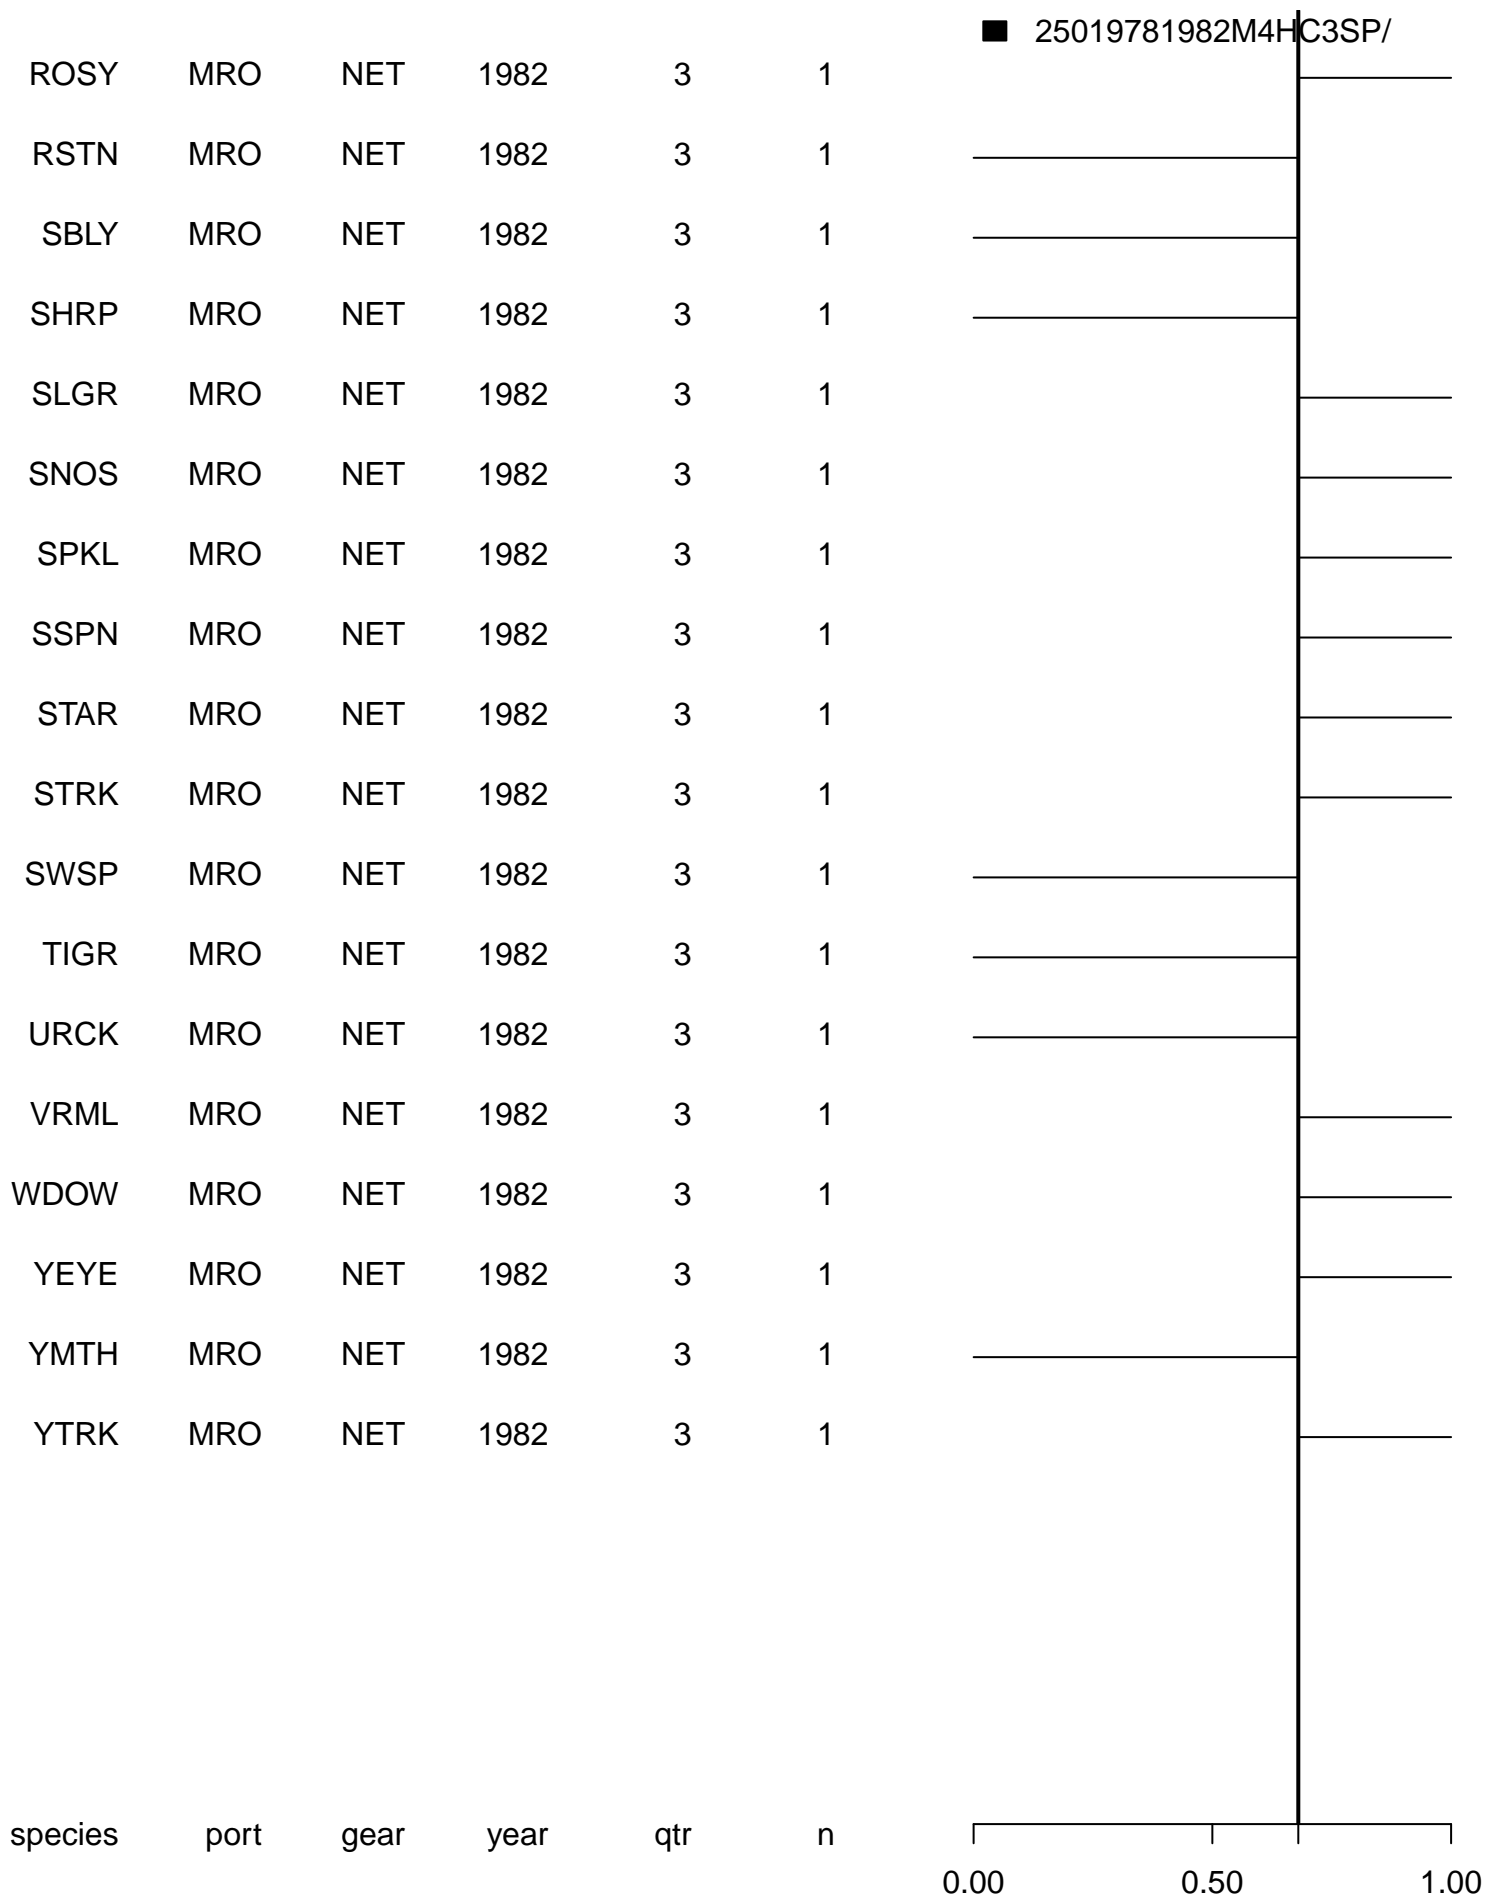 25019781982M4HC3SP/
ROSY MRO NET 1982 3 1
RSTN MRO NET 1982 3 1
SBLY MRO NET 1982 3 1
SHRP MRO NET 1982 3 1
SLGR MRO NET 1982 3 1
SNOS MRO NET 1982 3 1
SPKL MRO NET 1982 3 1
SSPN MRO NET 1982 3 1
STAR MRO NET 1982 3 1
STRK MRO NET 1982 3 1
SWSP MRO NET 1982 3 1
TIGR MRO NET 1982 3 1
URCK MRO NET 1982 3 1
VRML MRO NET 1982 3 1
WDOW MRO NET 1982 3 1
YEYE MRO NET 1982 3 1
YMTH MRO NET 1982 3 1
YTRK MRO NET 1982 3 1
species port gear year qtr n
0.00 0.50 1.00